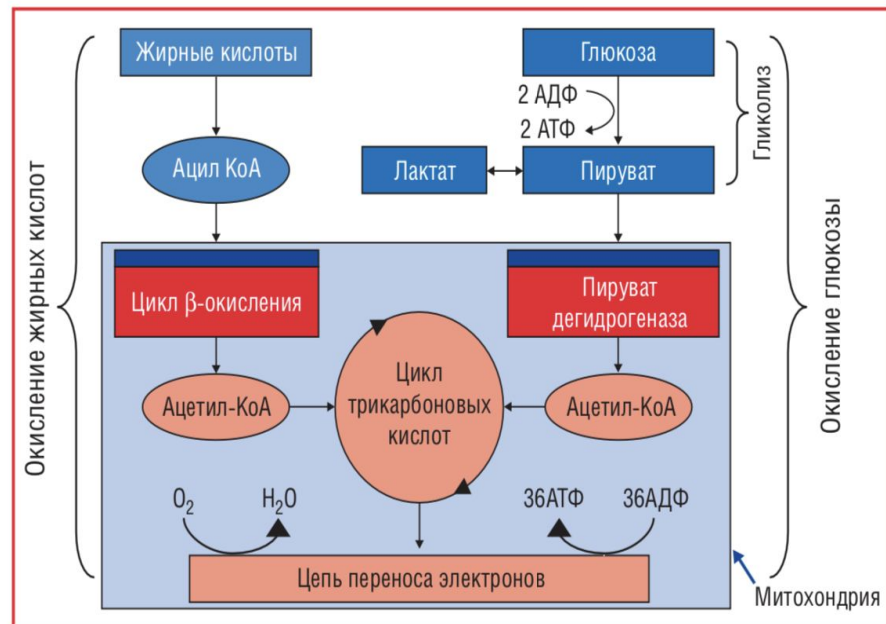 Жирные кислоты
Глюкоза
2 АДФ
2 АТФ
Гликолиз
Ацил КоА
Лактат
Пируват
Окисление жирных кислот
Окисление глюкозы
Цикл β-окисления
Пируват
дегидрогеназа
Цикл
трикарбоновых
кислот
Ацетил-КоА
Ацетил-КоА
O₂
H₂O
36АТФ
36АДФ
Цепь переноса электронов
Митохондрия